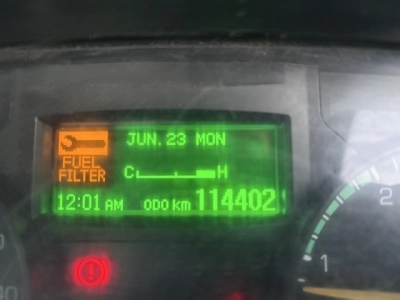 JUN. 23 MON
FUEL
FILTER
C H
12:01 AM ODO km 114402
2
1